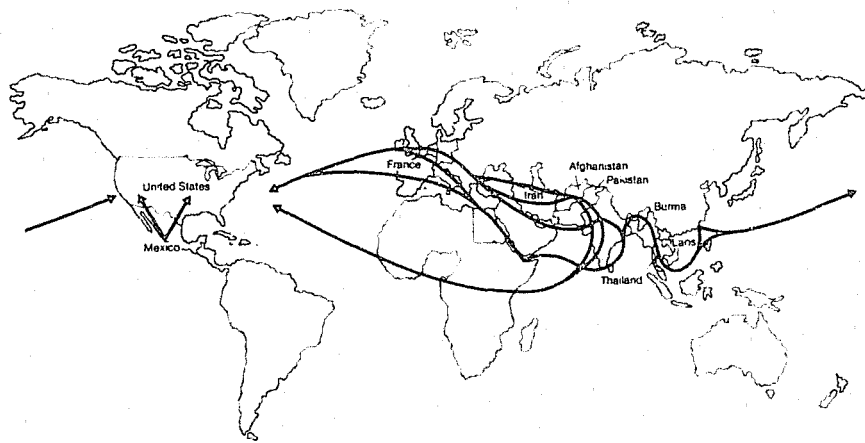 Afghanistan
France
Pakistan
Iran
United States
Burma
Mexico
Laos
Thailand